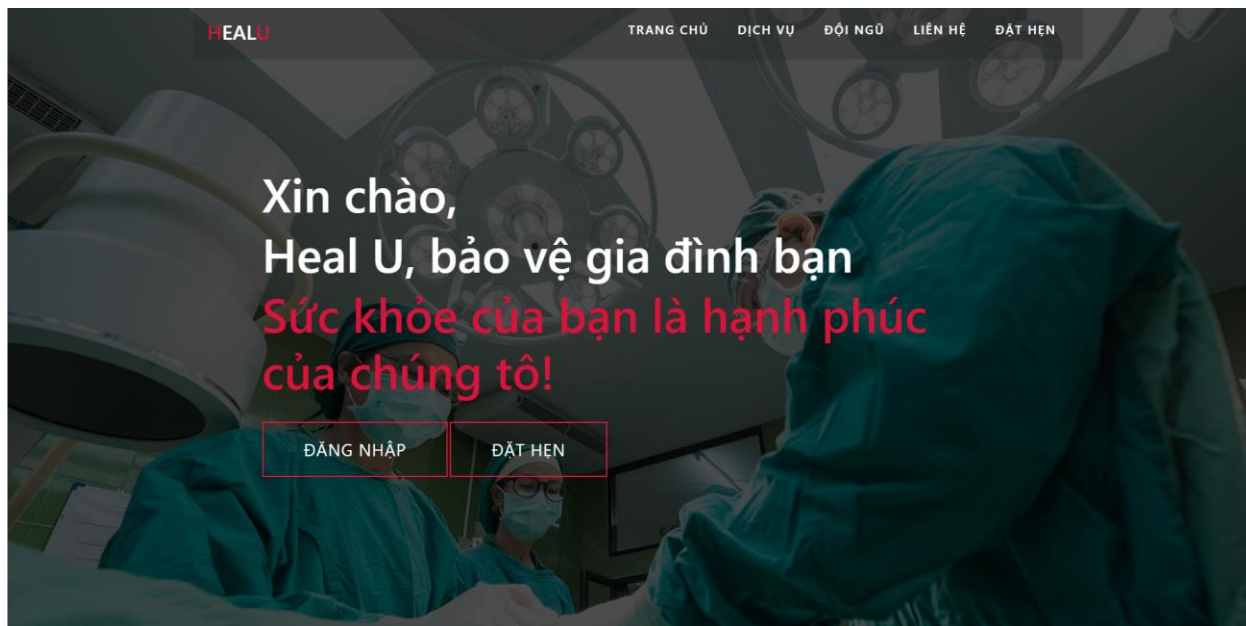 HEALU
TRANG CHỦ DỊCH VỤ ĐỘI NGŨ LIÊN HỆ ĐẶT HẸN
Xin chào,
Heal U, bảo vệ gia đình bạn
Sức khỏe của bạn là hạnh phúc
của chúng tô!
ĐĂNG NHẬP ĐẶT HẸN